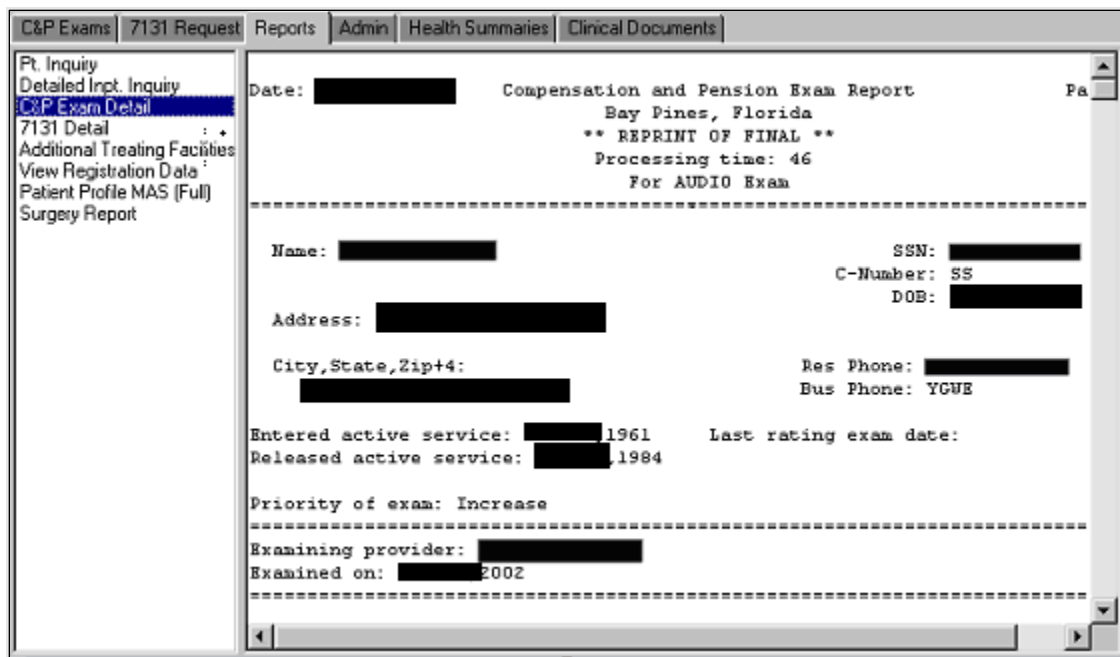 C&P Exams 7131 Request Reports Admin Health Summaries Clinical Documents
Pt. Inquiry
Detailed Inpt. Inquiry
C&P Exam Detail
7131 Detail
Additional Treating Facilities
View Registration Data
Patient Profile MAS (Full)
Surgery Report
Date: Compensation and Pension Exam Report Pa
Bay Pines, Florida
** REPRINT OF FINAL **
Processing time: 46
For AUDIO Exam
==========================================================================
Name: SSN:
C-Number: SS
DOB:
Address:
City,State,Zip+4: Res Phone:
Bus Phone: YGWE
Entered active service: ,1961 Last rating exam date:
Released active service: ,1984
Priority of exam: Increase
==========================================================================
Examining provider:
Examined on: 2002
==========================================================================